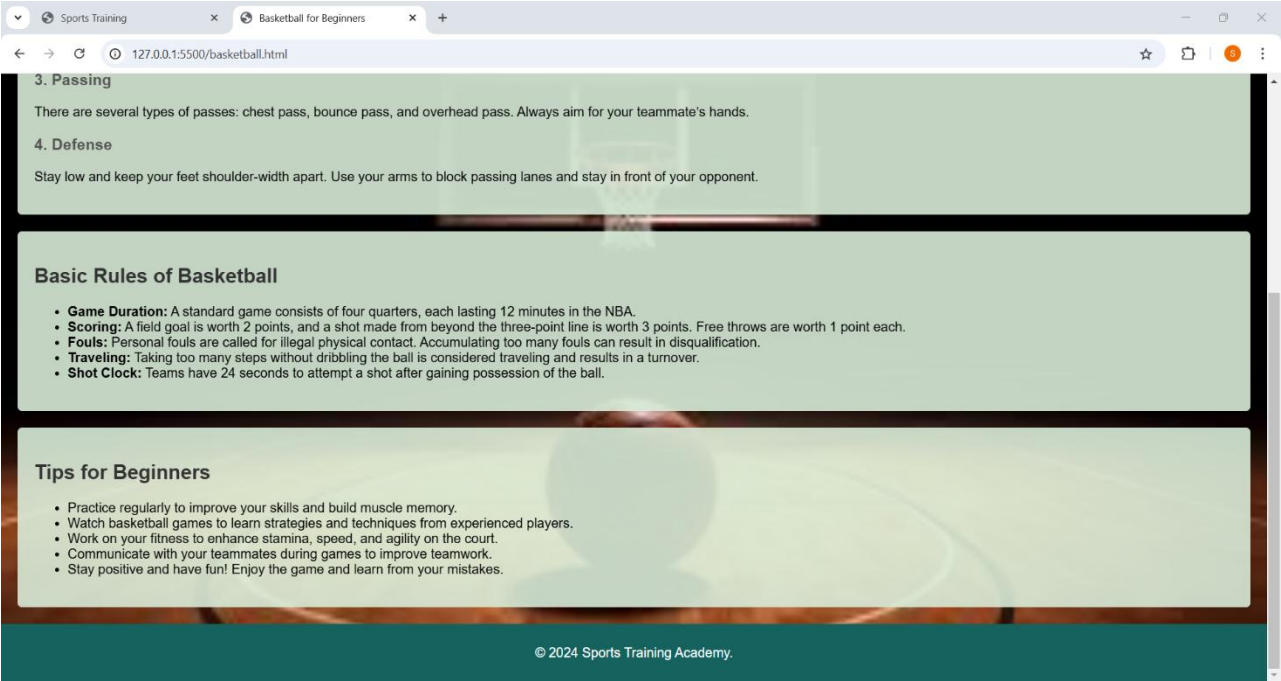 Sports Training
Basketball for Beginners
127.0.0.1:5500/basketball.html
S
3. Passing
There are several types of passes: chest pass, bounce pass, and overhead pass. Always aim for your teammate’s hands.
4. Defense
Stay low and keep your feet shoulder-width apart. Use your arms to block passing lanes and stay in front of your opponent.
Basic Rules of Basketball
• Game Duration: A standard game consists of four quarters, each lasting 12 minutes in the NBA.
• Scoring: A field goal is worth 2 points, and a shot made from beyond the three-point line is worth 3 points. Free throws are worth 1 point each.
• Fouls: Personal fouls are called for illegal physical contact. Accumulating too many fouls can result in disqualification.
• Traveling: Taking too many steps without dribbling the ball is considered traveling and results in a turnover.
• Shot Clock: Teams have 24 seconds to attempt a shot after gaining possession of the ball.
Tips for Beginners
• Practice regularly to improve your skills and build muscle memory.
• Watch basketball games to learn strategies and techniques from experienced players.
• Work on your fitness to enhance stamina, speed, and agility on the court.
• Communicate with your teammates during games to improve teamwork.
• Stay positive and have fun! Enjoy the game and learn from your mistakes.
© 2024 Sports Training Academy.